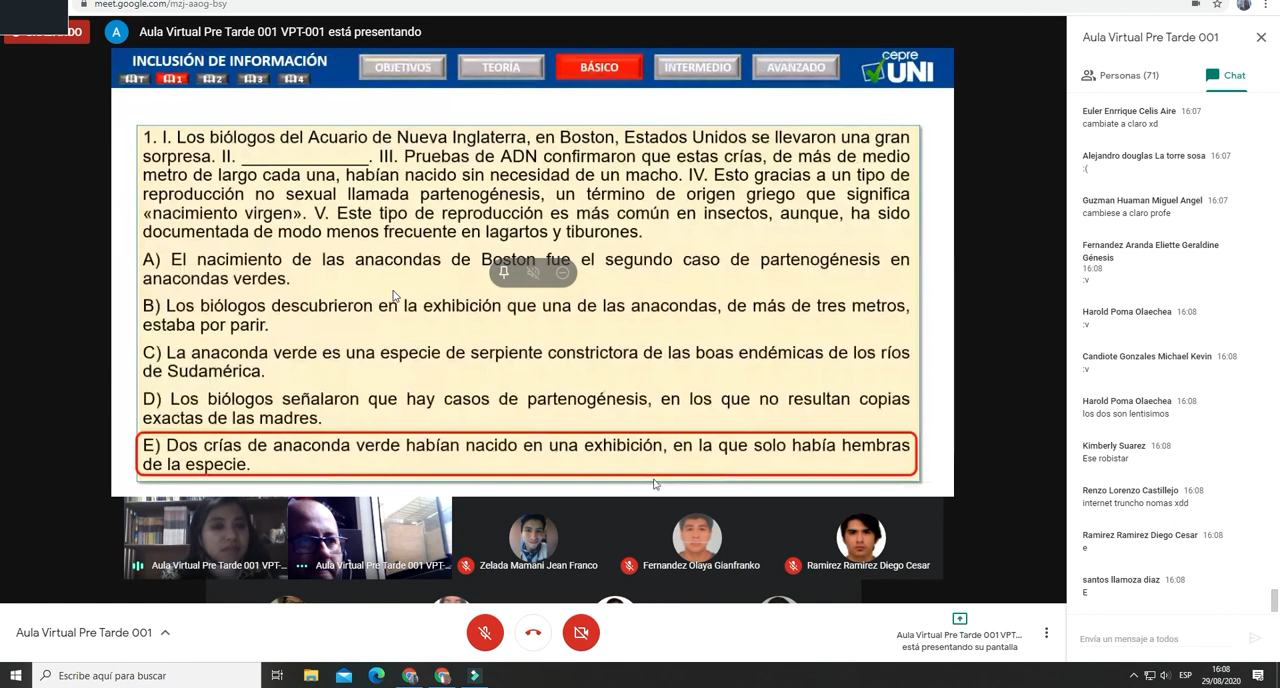 meet.google.com/mzj-aaog-bsy
A
Aula Virtual Pre Tarde 001 VPT-001 está presentando
INCLUSIÓN DE INFORMACIÓN
T 1 2 3 4
OBJETIVOS TEORÍA BÁSICO INTERMEDIO AVANZADO
cepre
UNI
1. I. Los biólogos del Acuario de Nueva Inglaterra, en Boston, Estados Unidos se llevaron una gran
sorpresa. II. _____________. III. Pruebas de ADN confirmaron que estas crías, de más de medio
metro de largo cada una, habían nacido sin necesidad de un macho. IV. Esto gracias a un tipo de
reproducción no sexual llamada partenogénesis, un término de origen griego que significa
«nacimiento virgen». V. Este tipo de reproducción es más común en insectos, aunque, ha sido
documentada de modo menos frecuente en lagartos y tiburones.
A) El nacimiento de las anacondas de Boston fue el segundo caso de partenogénesis en
anacondas verdes.
B) Los biólogos descubrieron en la exhibición que una de las anacondas, de más de tres metros,
estaba por parir.
C) La anaconda verde es una especie de serpiente constrictora de las boas endémicas de los ríos
de Sudamérica.
D) Los biólogos señalaron que hay casos de partenogénesis, en los que no resultan copias
exactas de las madres.
E) Dos crías de anaconda verde habían nacido en una exhibición, en la que solo había hembras
de la especie.
Aula Virtual Pre Tarde 001 VPT-...
Aula Virtual Pre Tarde 001 VPT-...
Zelada Mamani Jean Franco
Fernandez Olaya Gianfranko
Ramirez Ramirez Diego Cesar
Aula Virtual Pre Tarde 001
Aula Virtual Pre Tarde 001 VPT...
está presentando su pantalla
Aula Virtual Pre Tarde 001
Personas (71) Chat
Euler Enrrique Celis Aire 16:07
cambiate a claro xd
Alejandro douglas La torre sosa 16:07
:(
Guzman Huaman Miguel Angel 16:07
cambiese a claro profe
Fernandez Aranda Eliette Geraldine
Génesis
16:08
:v
Harold Poma Olaechea 16:08
:v
Candiote Gonzales Michael Kevin 16:08
:v
Harold Poma Olaechea 16:08
los dos son lentisimos
Kimberly Suarez 16:08
Ese robistar
Renzo Lorenzo Castillejo 16:08
internet truncho nomas xdd
Ramirez Ramirez Diego Cesar 16:08
e
santos llamoza diaz 16:08
E
Envía un mensaje a todos
Escribe aquí para buscar
ESP
16:08
29/08/2020